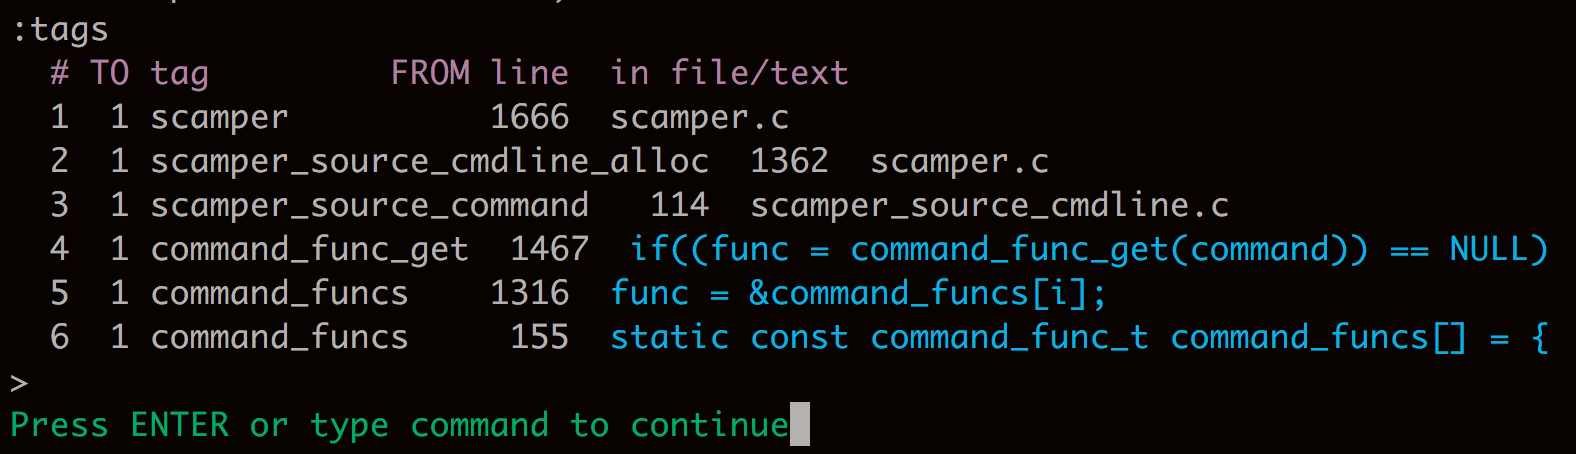 :tags
  # TO tag         FROM line  in file/text
  1  1 scamper          1666  scamper.c
  2  1 scamper_source_cmdline_alloc  1362  scamper.c
  3  1 scamper_source_command   114  scamper_source_cmdline.c
  4  1 command_func_get  1467  if((func = command_func_get(command)) == NULL)
  5  1 command_funcs    1316  func = &command_funcs[i];
  6  1 command_funcs     155  static const command_func_t command_funcs[] = {
>
Press ENTER or type command to continue